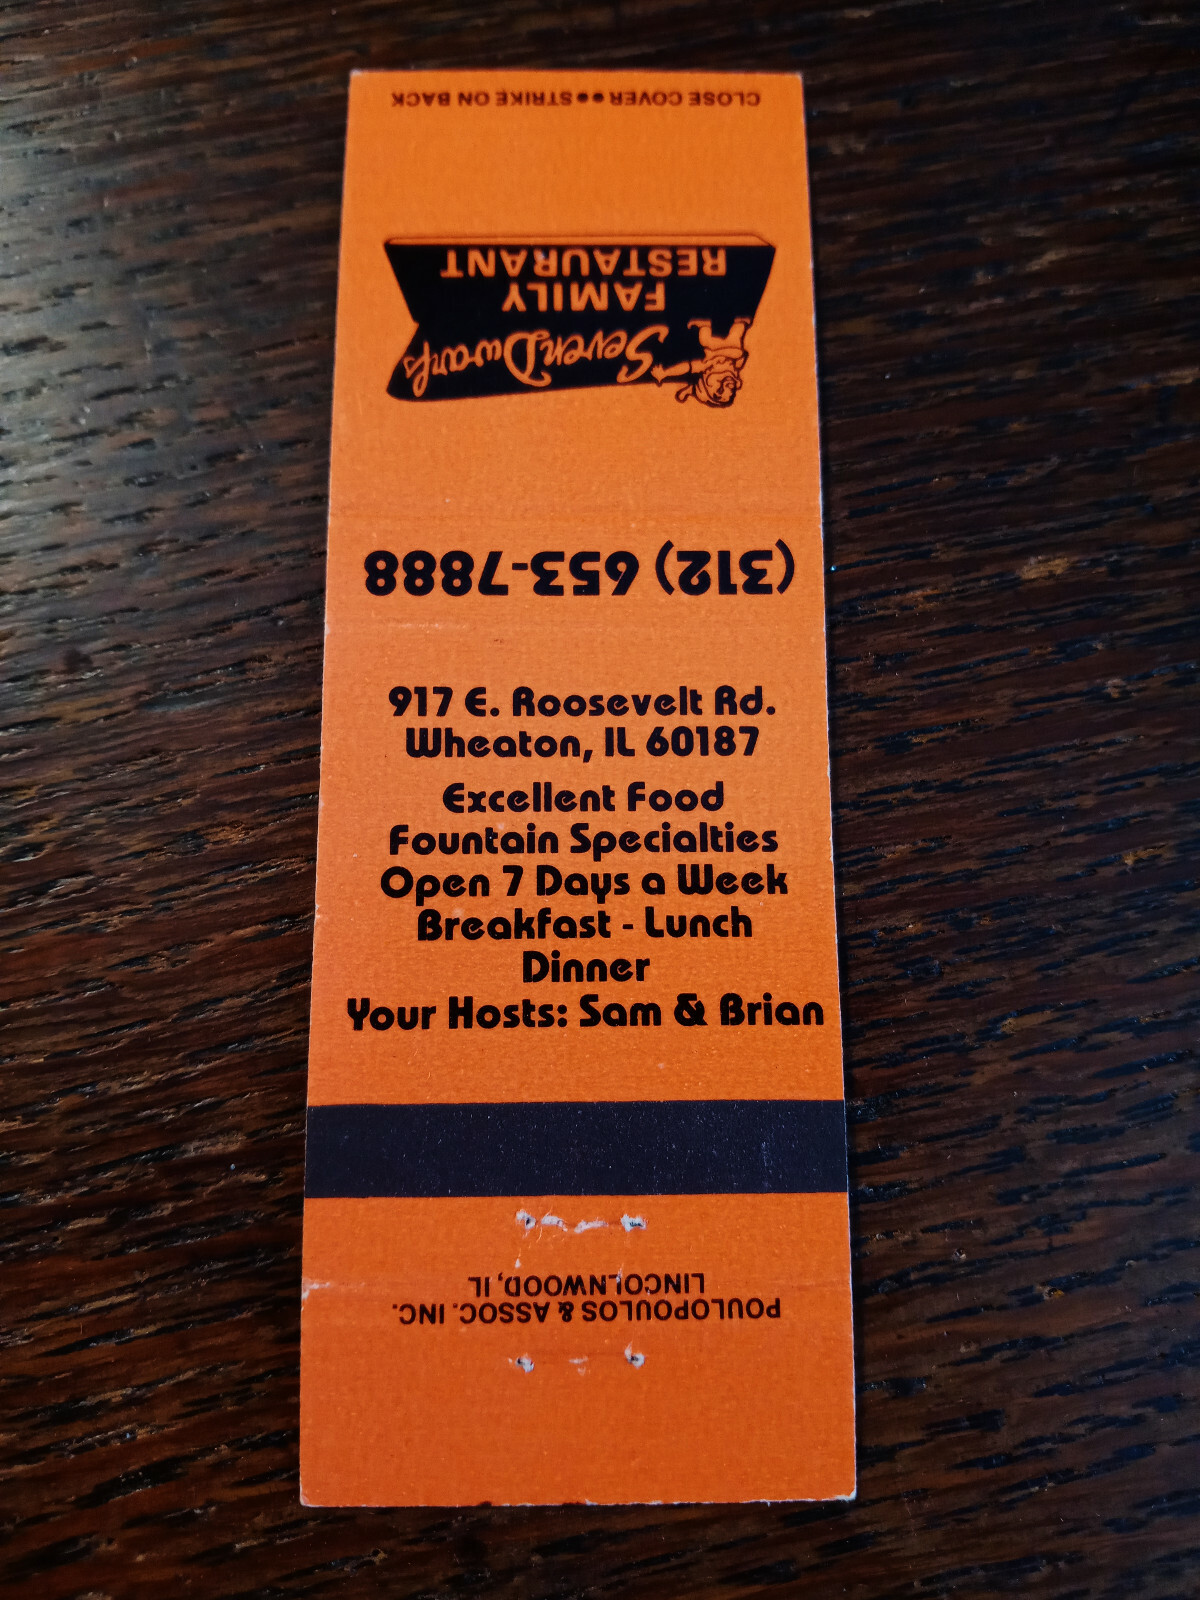 CLOSE COVER••STRIKE ON BACK
Seven Dwarfs
FAMILY
RESTAURANT
(312) 653-7888
917 E. Roosevelt Rd.
Wheaton, IL 60187
Excellent Food
Fountain Specialties
Open 7 Days a Week
Breakfast - Lunch
Dinner
Your Hosts: Sam & Brian
POULOPOULOS & ASSOC. INC.
LINCOLNWOOD, IL